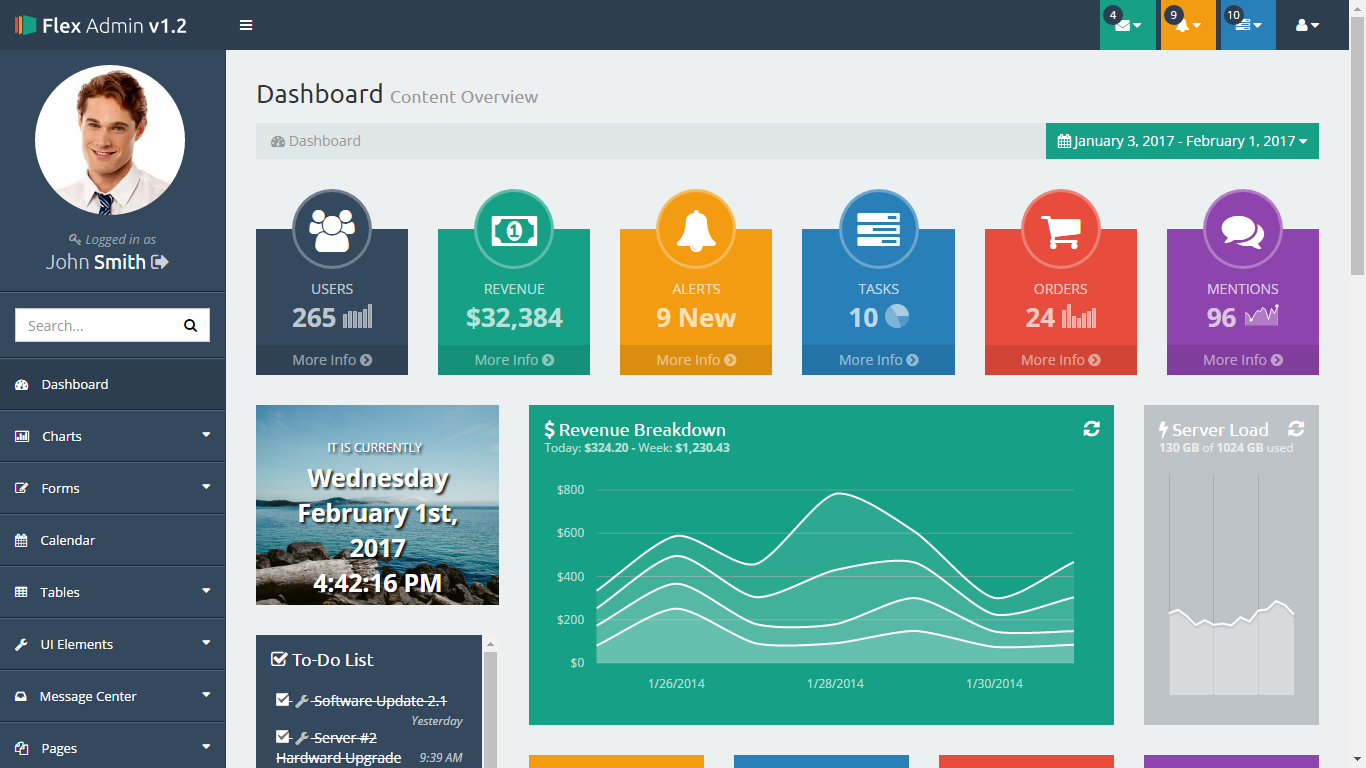 Flex Admin v1.2
4
9
10
Logged in as
John Smith
Search...
Dashboard
Charts
Forms
Calendar
Tables
UI Elements
Message Center
Pages
Dashboard Content Overview
Dashboard
January 3, 2017 - February 1, 2017
USERS
265
More Info
REVENUE
$32,384
More Info
ALERTS
9 New
More Info
TASKS
10
More Info
ORDERS
24
More Info
MENTIONS
96
More Info
IT IS CURRENTLY
Wednesday
February 1st,
2017
4:42:16 PM
To-Do List
Software Update 2.1
Yesterday
Server #2
Hardward Upgrade 9:39 AM
$ Revenue Breakdown
Today: $324.20 - Week: $1,230.43
$800
$600
$400
$200
$0
1/26/2014
1/28/2014
1/30/2014
Server Load
130 GB of 1024 GB used